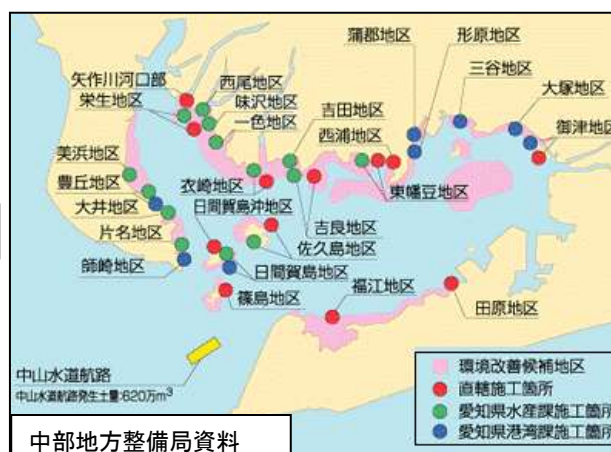 蒲郡地区
形原地区
三谷地区
大塚地区
御津地区
矢作川河口部
西尾地区
栄生地区
味沢地区
一色地区
吉田地区
西浦地区
美浜地区
豊丘地区
大井地区
片名地区
師崎地区
衣崎地区
日間賀島沖地区
東幡豆地区
吉良地区
佐久島地区
日間賀島地区
篠島地区
福江地区
田原地区
中山水道航路
中山水道航路発生土量:620万m³
環境改善候補地区
直轄施工箇所
愛知県水産課施工箇所
愛知県港湾課施工箇所
中部地方整備局資料